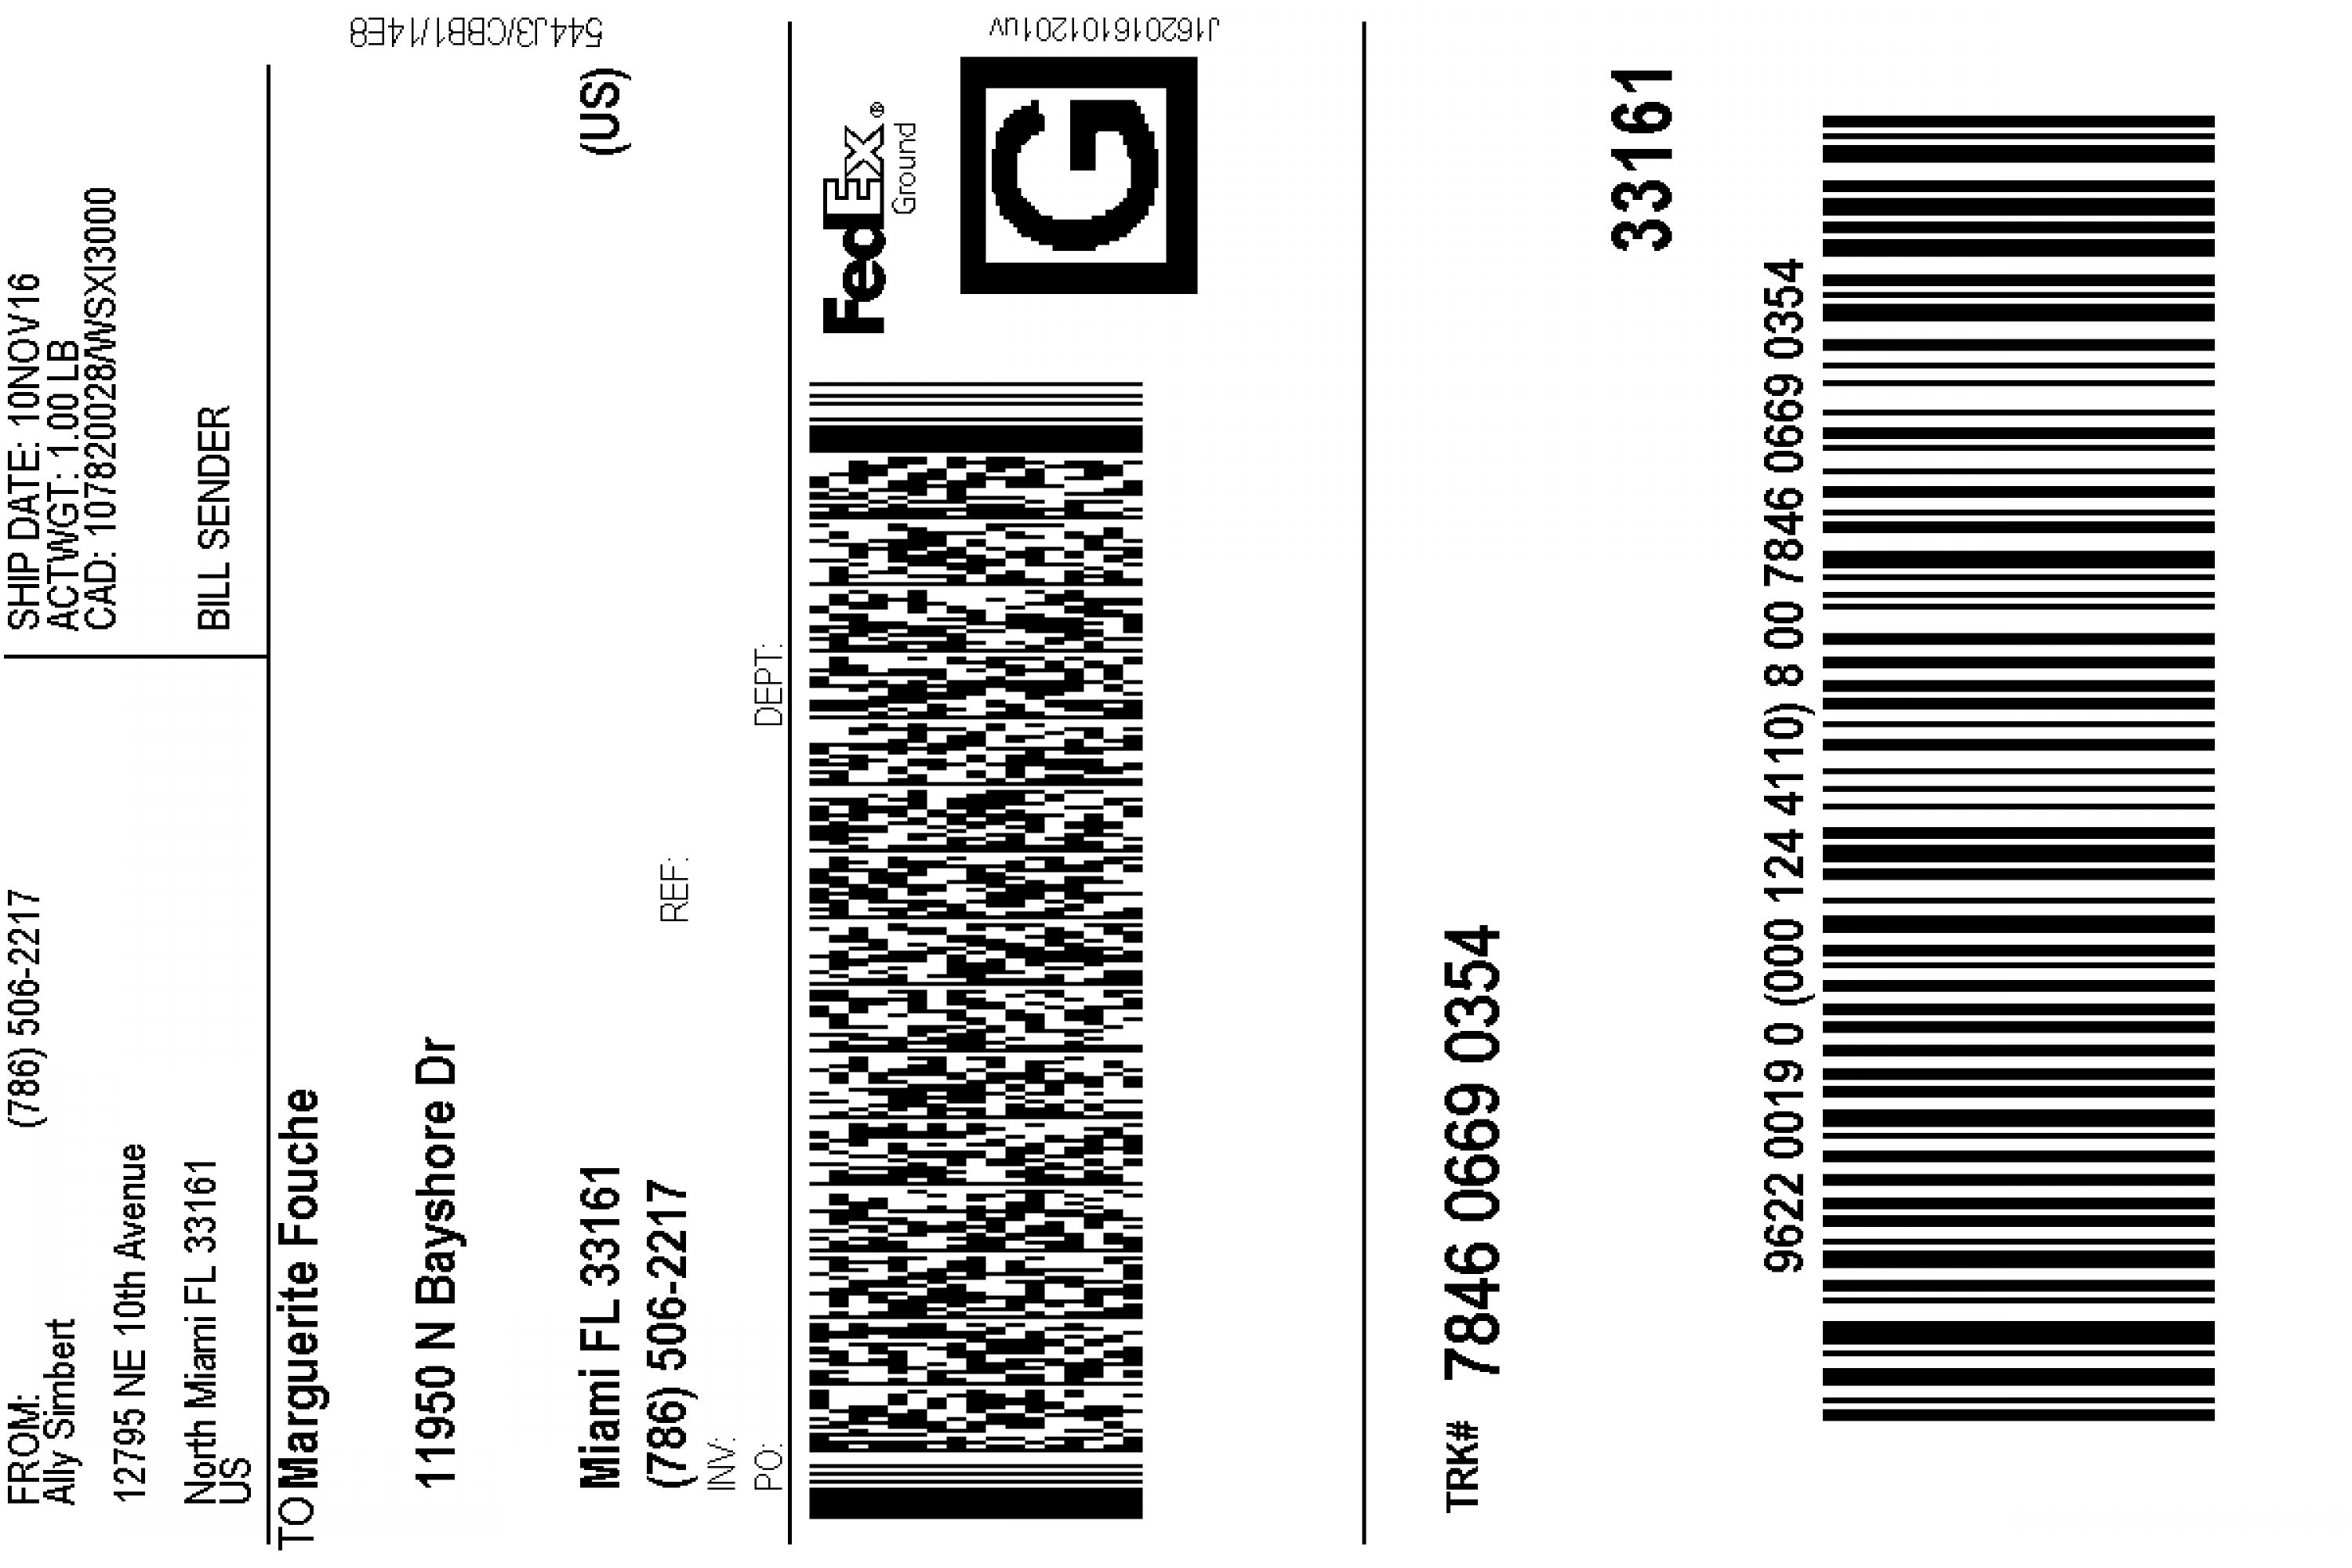 FROM:
(786) 506-2217
Ally Simbert
12795 NE 10th Avenue
North Miami FL 33161
US
SHIP DATE: 10NOV16
ACTWGT: 1.00 LB
CAD: 107820028/WSXI3000
BILL SENDER
TO Marguerite Fouche
11950 N Bayshore Dr
Miami FL 33161
(US)
(786) 506-2217
REF:
INV:
PO:
DEPT:
544J3/CBB1/14E8
FedEx®
Ground
G
J162016101201uv
TRK# 7846 0669 0354
33161
9622 0019 0 (000 124 4110) 8 00 7846 0669 0354